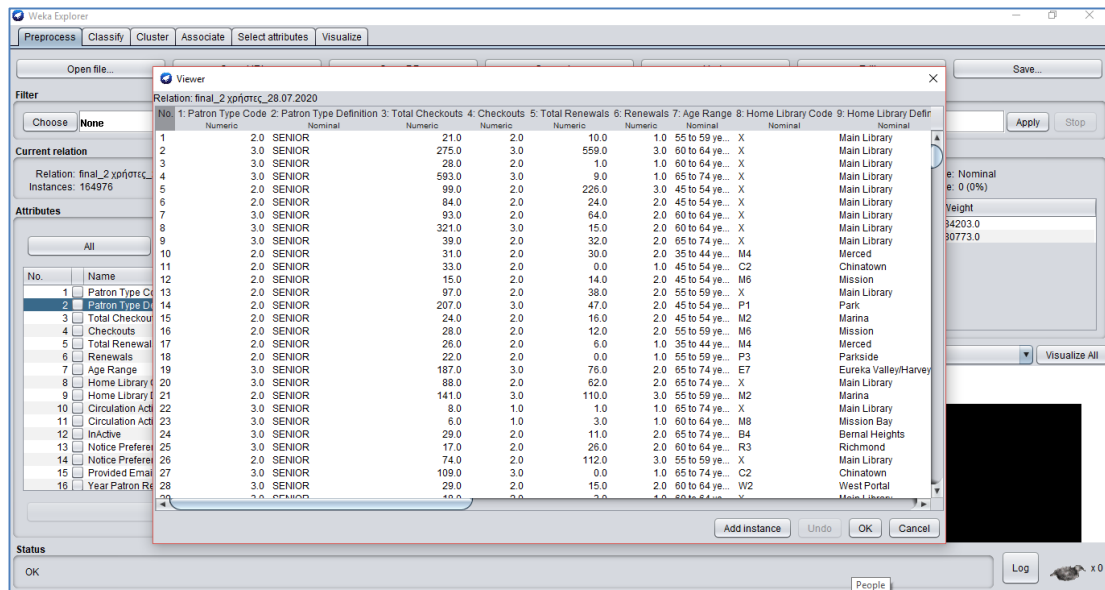 Weka Explorer
Preprocess Classify Cluster Associate Select attributes Visualize
Open file... Save...
Viewer
Relation: final_2 χρήστες_28.07.2020
Filter
Choose None Apply Stop
Current relation
Relation: final_2 χρήστες_
Instances: 164976
e: Nominal
e: 0 (0%)
Attributes
All
Weight
34203.0
30773.0
No. Name
1 Patron Type C
2 Patron Type D
3 Total Checkou
4 Checkouts
5 Total Renewal
6 Renewals
7 Age Range
8 Home Library
9 Home Library
10 Circulation Acti
11 Circulation Acti
12 InActive
13 Notice Prefere
14 Notice Prefere
15 Provided Emai
16 Year Patron Re
Visualize All
No. 1: Patron Type Code 2: Patron Type Definition 3: Total Checkouts 4: Checkouts 5: Total Renewals 6: Renewals 7: Age Range 8: Home Library Code 9: Home Library Defin
Numeric Nominal Numeric Numeric Numeric Numeric Nominal Nominal Nominal
1 2.0 SENIOR 21.0 2.0 10.0 1.0 55 to 59 ye... X Main Library
2 3.0 SENIOR 275.0 3.0 559.0 3.0 60 to 64 ye... X Main Library
3 3.0 SENIOR 28.0 2.0 1.0 1.0 60 to 64 ye... X Main Library
4 3.0 SENIOR 593.0 3.0 9.0 1.0 65 to 74 ye... X Main Library
5 2.0 SENIOR 99.0 2.0 226.0 3.0 45 to 54 ye... X Main Library
6 2.0 SENIOR 84.0 2.0 24.0 2.0 45 to 54 ye... X Main Library
7 3.0 SENIOR 93.0 2.0 64.0 2.0 60 to 64 ye... X Main Library
8 3.0 SENIOR 321.0 3.0 15.0 2.0 60 to 64 ye... X Main Library
9 3.0 SENIOR 39.0 2.0 32.0 2.0 65 to 74 ye... X Main Library
10 2.0 SENIOR 31.0 2.0 30.0 2.0 35 to 44 ye... M4 Merced
11 2.0 SENIOR 33.0 2.0 0.0 1.0 45 to 54 ye... C2 Chinatown
12 2.0 SENIOR 15.0 2.0 14.0 2.0 45 to 54 ye... M6 Mission
13 2.0 SENIOR 97.0 2.0 38.0 2.0 55 to 59 ye... X Main Library
14 2.0 SENIOR 207.0 3.0 47.0 2.0 45 to 54 ye... P1 Park
15 2.0 SENIOR 24.0 2.0 16.0 2.0 45 to 54 ye... M2 Marina
16 2.0 SENIOR 28.0 2.0 12.0 2.0 55 to 59 ye... M6 Mission
17 2.0 SENIOR 26.0 2.0 6.0 1.0 35 to 44 ye... M4 Merced
18 2.0 SENIOR 22.0 2.0 0.0 1.0 55 to 59 ye... P3 Parkside
19 3.0 SENIOR 187.0 3.0 76.0 2.0 65 to 74 ye... E7 Eureka Valley/Harvey
20 3.0 SENIOR 88.0 2.0 62.0 2.0 65 to 74 ye... X Main Library
21 2.0 SENIOR 141.0 3.0 110.0 3.0 55 to 59 ye... M2 Marina
22 3.0 SENIOR 8.0 1.0 1.0 1.0 65 to 74 ye... X Main Library
23 3.0 SENIOR 6.0 1.0 3.0 1.0 60 to 64 ye... M8 Mission Bay
24 3.0 SENIOR 29.0 2.0 11.0 2.0 65 to 74 ye... B4 Bernal Heights
25 3.0 SENIOR 17.0 2.0 26.0 2.0 60 to 64 ye... R3 Richmond
26 2.0 SENIOR 74.0 2.0 112.0 3.0 55 to 59 ye... X Main Library
27 3.0 SENIOR 109.0 3.0 0.0 1.0 65 to 74 ye... C2 Chinatown
28 3.0 SENIOR 29.0 2.0 15.0 2.0 60 to 64 ye... W2 West Portal
Add instance Undo OK Cancel
Status
OK
Log x 0
People